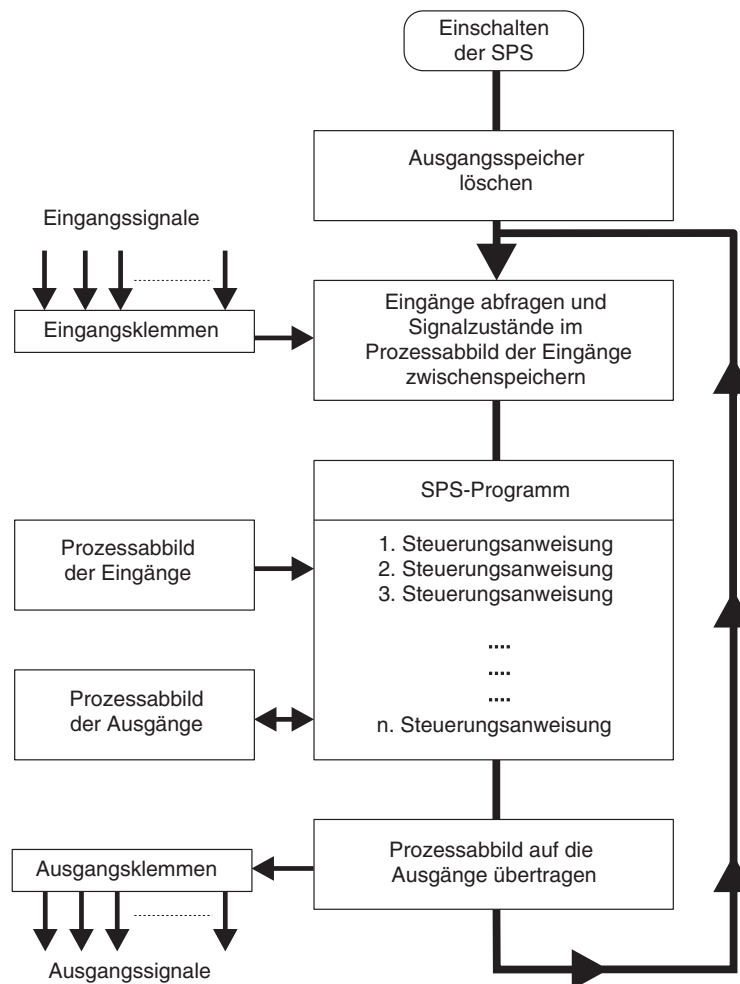 Einschalten
der SPS
Ausgangsspeicher
löschen
Eingangssignale
Eingangsklemmen
Eingänge abfragen und
Signalzustände im
Prozessabbild der Eingänge
zwischenspeichern
SPS-Programm
Prozessabbild
der Eingänge
1. Steuerungsanweisung
2. Steuerungsanweisung
3. Steuerungsanweisung
....
....
....
n. Steuerungsanweisung
Prozessabbild
der Ausgänge
Prozessabbild auf die
Ausgänge übertragen
Ausgangsklemmen
Ausgangssignale